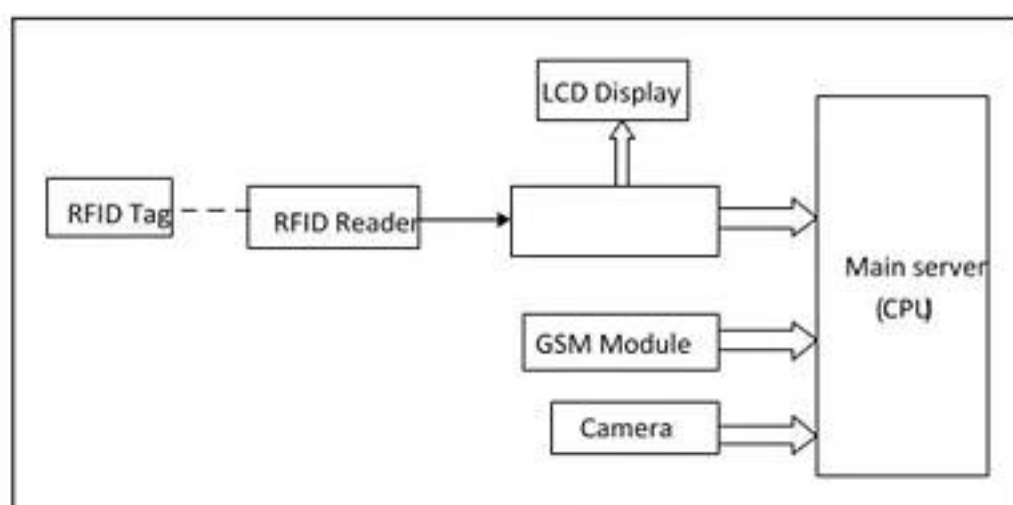 LCD Display
RFID Tag
RFID Reader
Main server
(CPU)
GSM Module
Camera